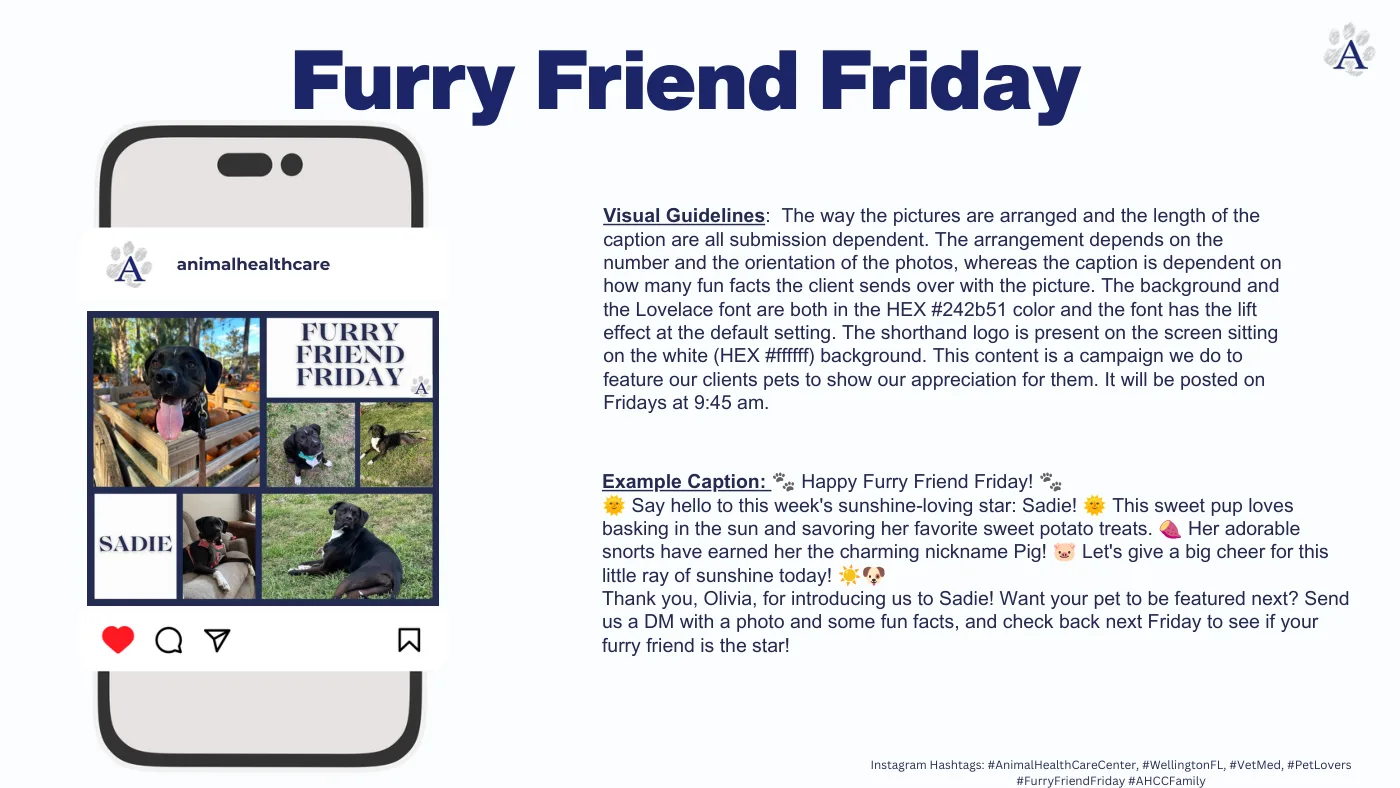 Furry Friend Friday
A
animalhealthcare
A
FURRY
FRIEND
FRIDAY
A
SADIE
Visual Guidelines:  The way the pictures are arranged and the length of the
caption are all submission dependent. The arrangement depends on the
number and the orientation of the photos, whereas the caption is dependent on
how many fun facts the client sends over with the picture. The background and
the Lovelace font are both in the HEX #242b51 color and the font has the lift
effect at the default setting. The shorthand logo is present on the screen sitting
on the white (HEX #ffffff) background. This content is a campaign we do to
feature our clients pets to show our appreciation for them. It will be posted on
Fridays at 9:45 am.
Example Caption: 🐾 Happy Furry Friend Friday! 🐾
🌞 Say hello to this week's sunshine-loving star: Sadie! 🌞 This sweet pup loves
basking in the sun and savoring her favorite sweet potato treats. 🍠 Her adorable
snorts have earned her the charming nickname Pig! 🐷 Let's give a big cheer for this
little ray of sunshine today! ☀️🐶
Thank you, Olivia, for introducing us to Sadie! Want your pet to be featured next? Send
us a DM with a photo and some fun facts, and check back next Friday to see if your
furry friend is the star!
Instagram Hashtags: #AnimalHealthCareCenter, #WellingtonFL, #VetMed, #PetLovers
#FurryFriendFriday #AHCCFamily